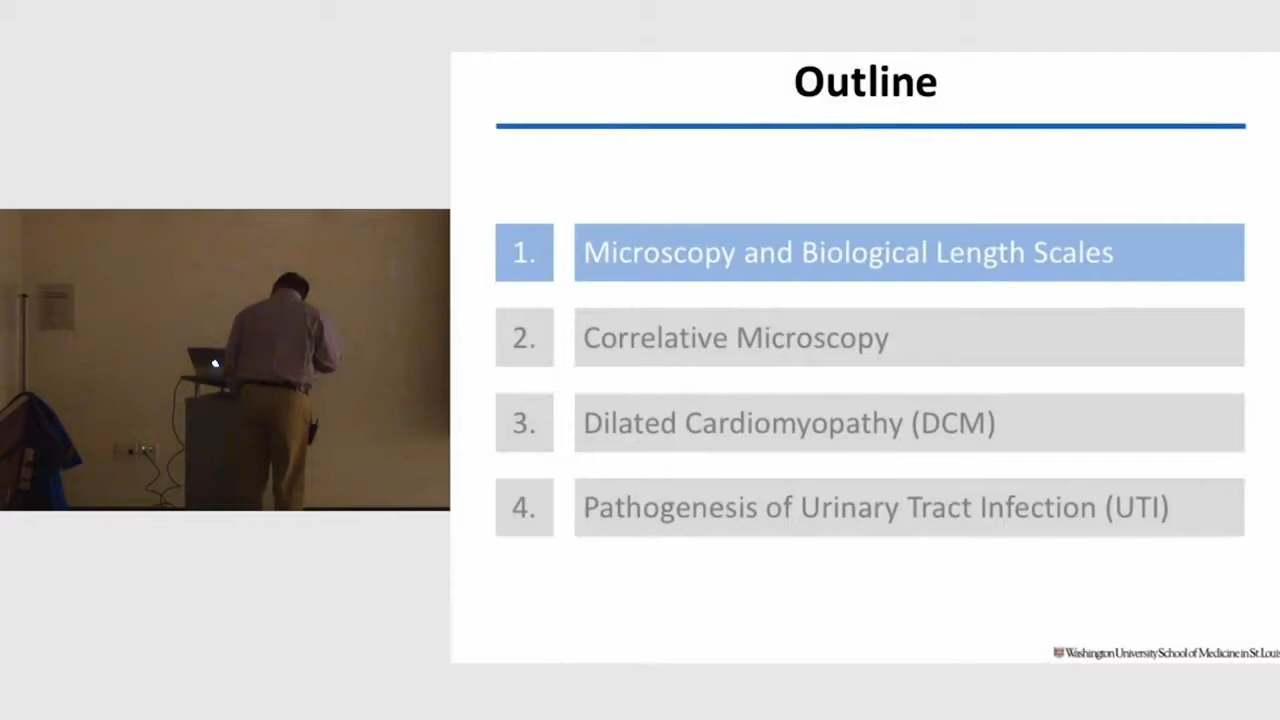 Outline
1. Microscopy and Biological Length Scales
2. Correlative Microscopy
3. Dilated Cardiomyopathy (DCM)
4. Pathogenesis of Urinary Tract Infection (UTI)
Washington University School of Medicine in St. Louis